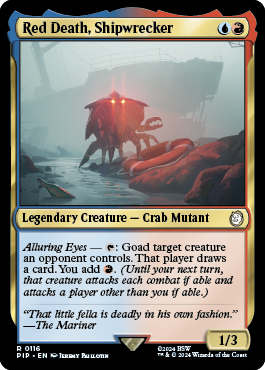 Red Death, Shipwrecker
Legendary Creature — Crab Mutant
Alluring Eyes — : Goad target creature
an opponent controls. That player draws
a card. You add . (Until your next turn,
that creature attacks each combat if able and
attacks a player other than you if able.)
"That little fella is deadly in his own fashion."
—The Mariner
1/3
R 0116
PIP • EN Jeremy Paillotin
©2024 BSW
™ & © 2024 Wizards of the Coast